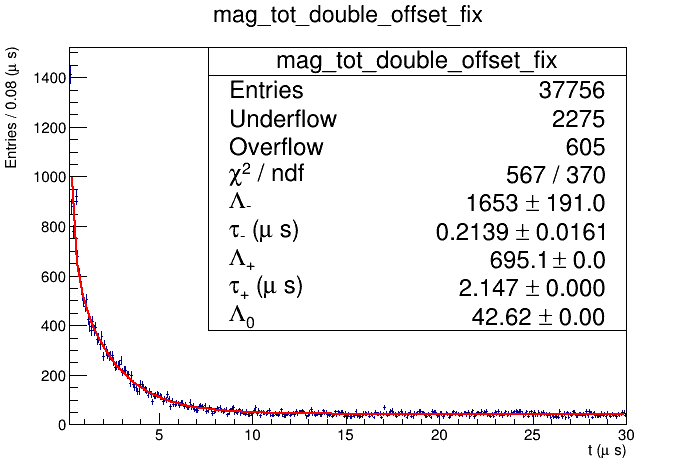 mag_tot_double_offset_fix
Entries / 0.08 (μ s)
mag_tot_double_offset_fix
Entries 37756
Underflow 2275
Overflow 605
χ² / ndf 567 / 370
Λ₋ 1653 ± 191.0
τ₋ (μ s) 0.2139 ± 0.0161
Λ₊ 695.1 ± 0.0
τ₊ (μ s) 2.147 ± 0.000
Λ₀ 42.62 ± 0.00
1400
1200
1000
800
600
400
200
0
5 10 15 20 25 30
t (μ s)